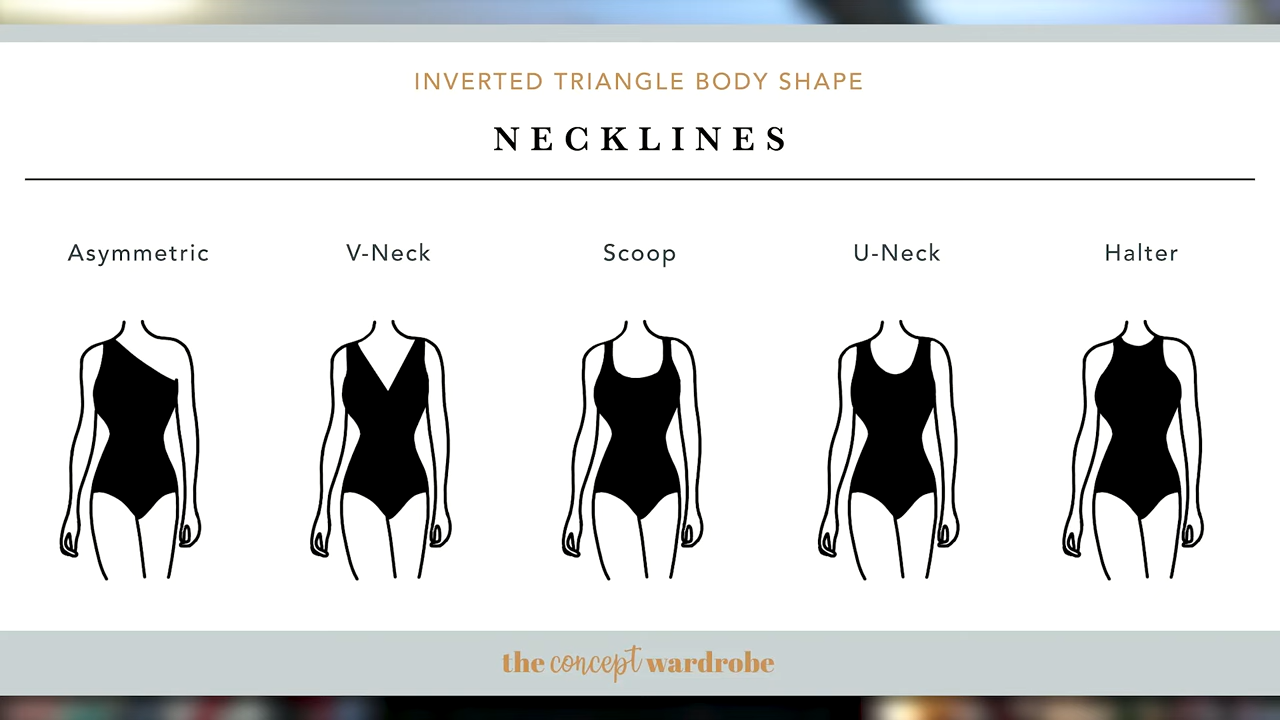 INVERTED TRIANGLE BODY SHAPE
NECKLINES
Asymmetric
V-Neck
Scoop
U-Neck
Halter
the concept wardrobe